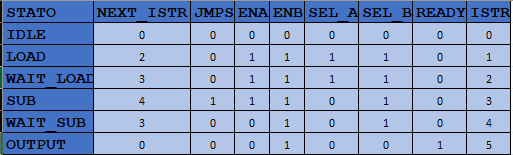 STATO NEXT_ISTR JMPS ENA ENB SEL_A SEL_B READY ISTR
IDLE 0 0 0 0 0 0 0 0
LOAD 2 0 1 1 1 1 0 1
WAIT_LOAD 3 0 1 1 1 1 0 2
SUB 4 1 1 1 0 1 0 3
WAIT_SUB 3 0 0 1 0 1 0 4
OUTPUT 0 0 0 1 0 0 1 5